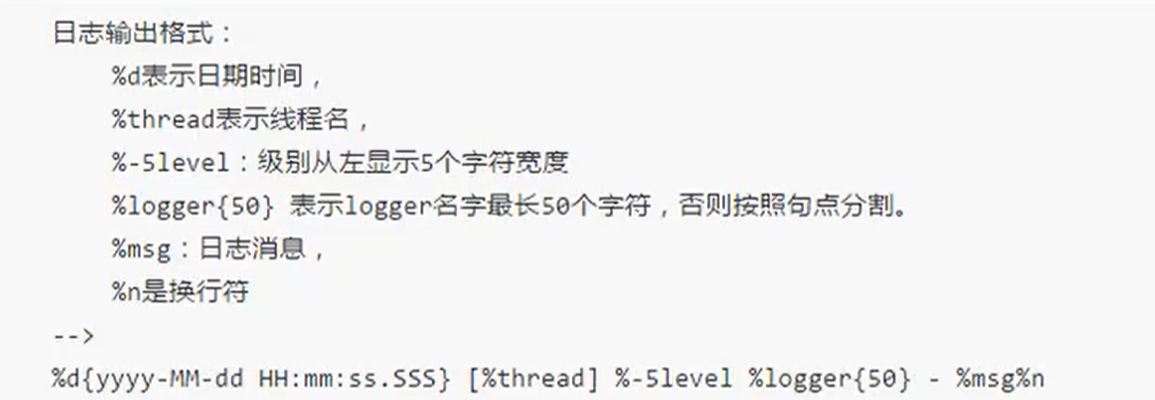 日志输出格式：
%d表示日期时间，
%thread表示线程名，
%-5level：级别从左显示5个字符宽度
%logger{50} 表示logger名字最长50个字符，否则按照句点分割。
%msg：日志消息，
%n是换行符
-->
%d{yyyy-MM-dd HH:mm:ss.SSS} [%thread] %-5level %logger{50} - %msg%n